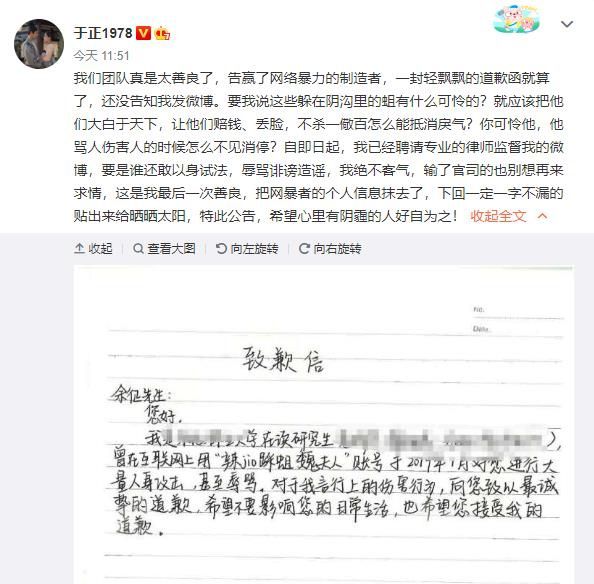 于正1978
今天 11:51
我们团队真是太善良了，告赢了网络暴力的制造者，一封轻飘飘的道歉函就算
了，还没告知我发微博。要我说这些躲在阴沟里的蛆有什么可怜的？就应该把他
们大白于天下，让他们赔钱、丢脸，不杀一儆百怎么能抵消戾气？你可怜他，他
骂人伤害人的时候怎么不见消停？自即日起，我已经聘请专业的律师监督我的微
博，要是谁还敢以身试法，辱骂诽谤造谣，我绝不客气，输了官司的也别想再来
求情，这是我最后一次善良，把网暴者的个人信息抹去了，下回一定一字不漏的
贴出来给晒晒太阳，特此公告，希望心里有阴霾的人好自为之！ 收起全文
收起 查看大图 向左旋转 向右旋转
No.
Date.
致歉信
余征先生：
您好，
我是 大学在读研究生 ），
曾在互联网上用“辣jio踩蛆魏夫人”账号于2019年1月对您进行大
量人身攻击，甚至辱骂。对于我言行上的伤害行为，向您致以最诚
挚的道歉，希望不要影响您的日常生活，也希望您接受我的
道歉。